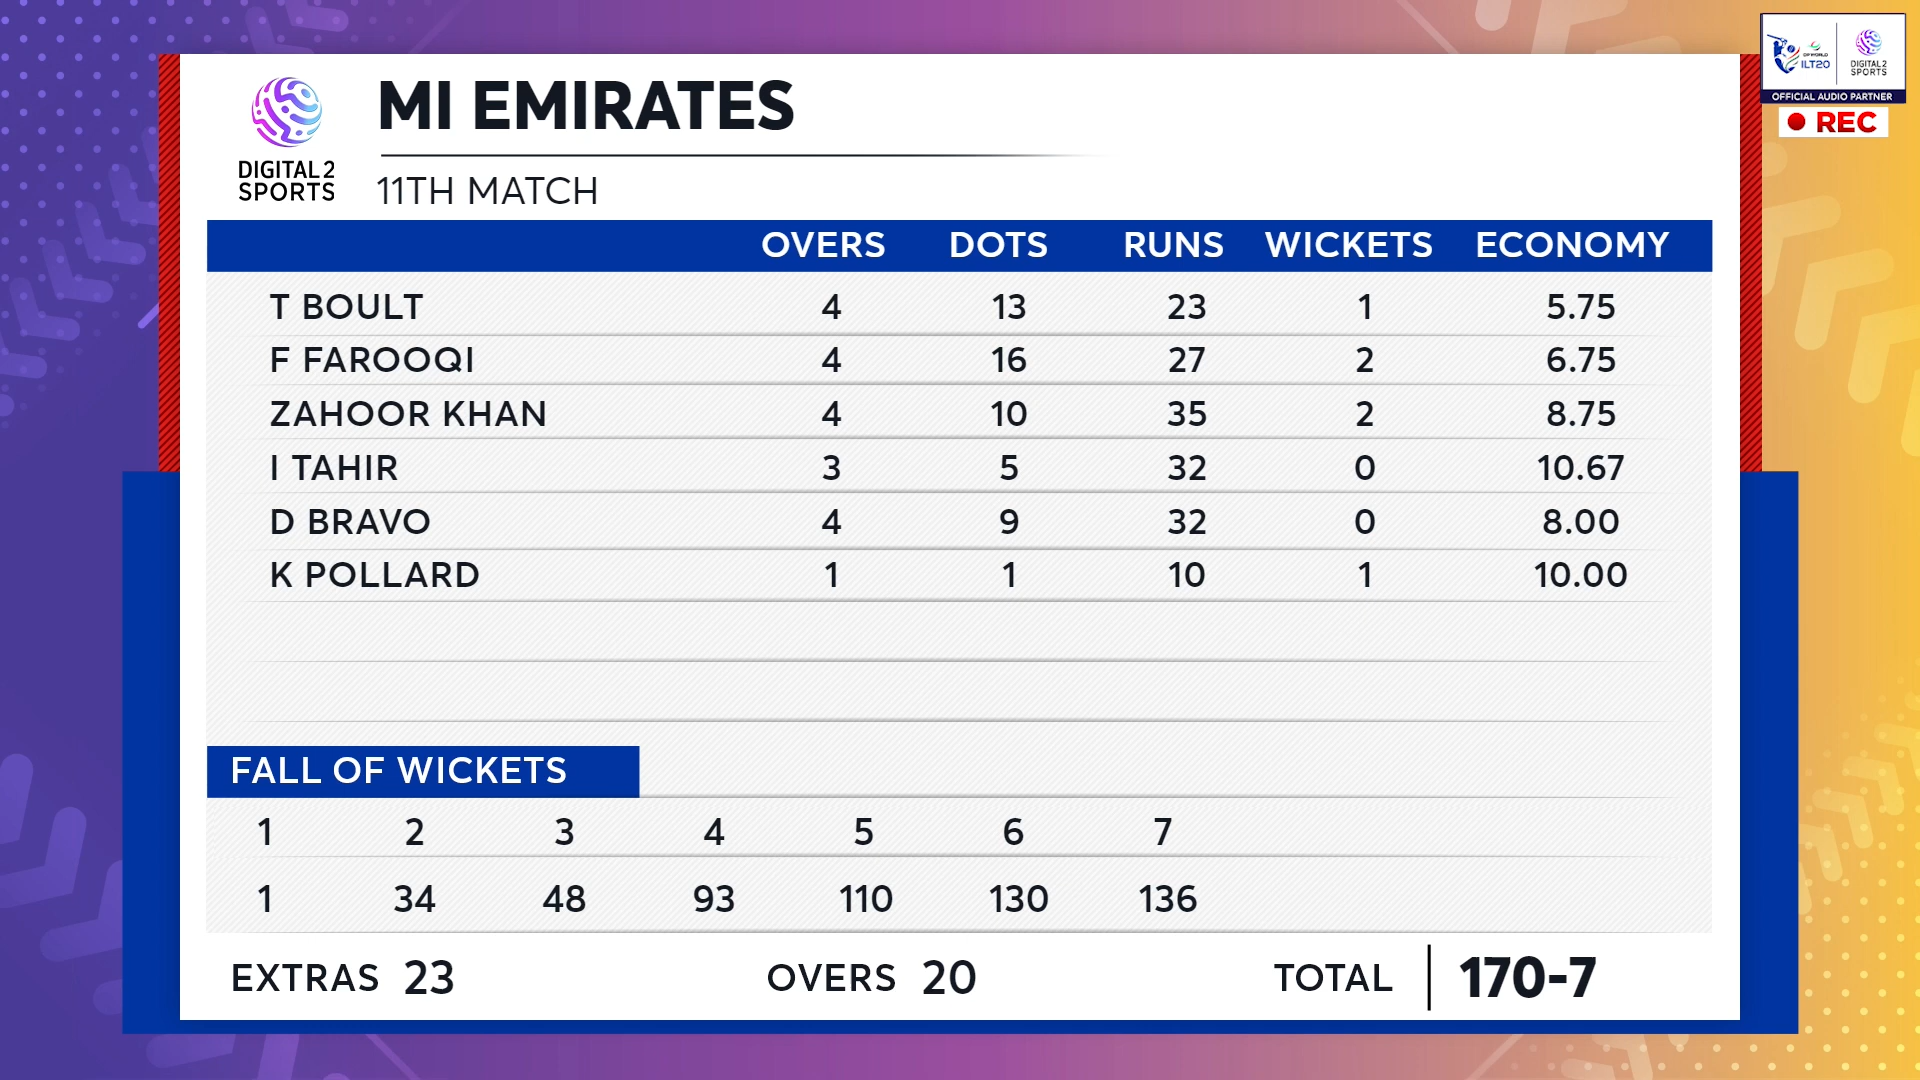 MI EMIRATES
DIGITAL 2
SPORTS
11TH MATCH
DP WORLD
ILT20
DIGITAL 2
SPORTS
OFFICIAL AUDIO PARTNER
REC
OVERS DOTS RUNS WICKETS ECONOMY
T BOULT 4 13 23 1 5.75
F FAROOQI 4 16 27 2 6.75
ZAHOOR KHAN 4 10 35 2 8.75
I TAHIR 3 5 32 0 10.67
D BRAVO 4 9 32 0 8.00
K POLLARD 1 1 10 1 10.00
FALL OF WICKETS
1 2 3 4 5 6 7
1 34 48 93 110 130 136
EXTRAS 23 OVERS 20 TOTAL 170-7